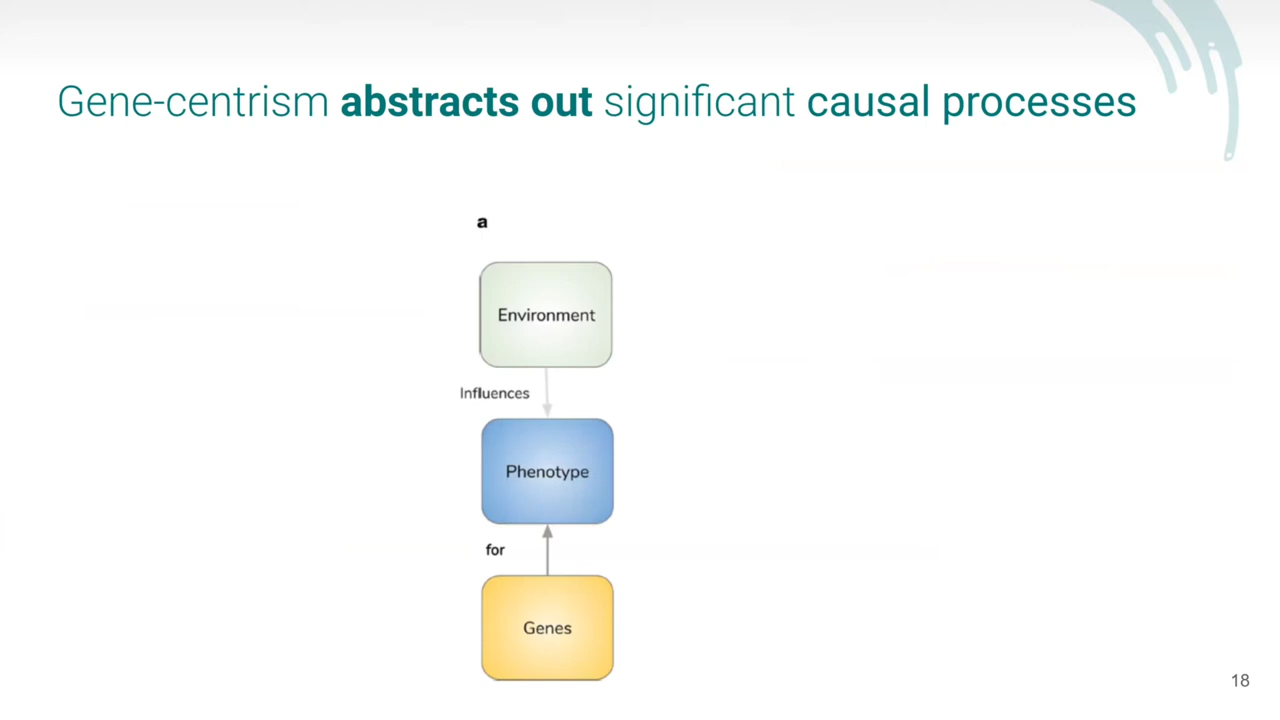 Gene-centrism abstracts out significant causal processes
a
Environment
Influences
Phenotype
for
Genes
18